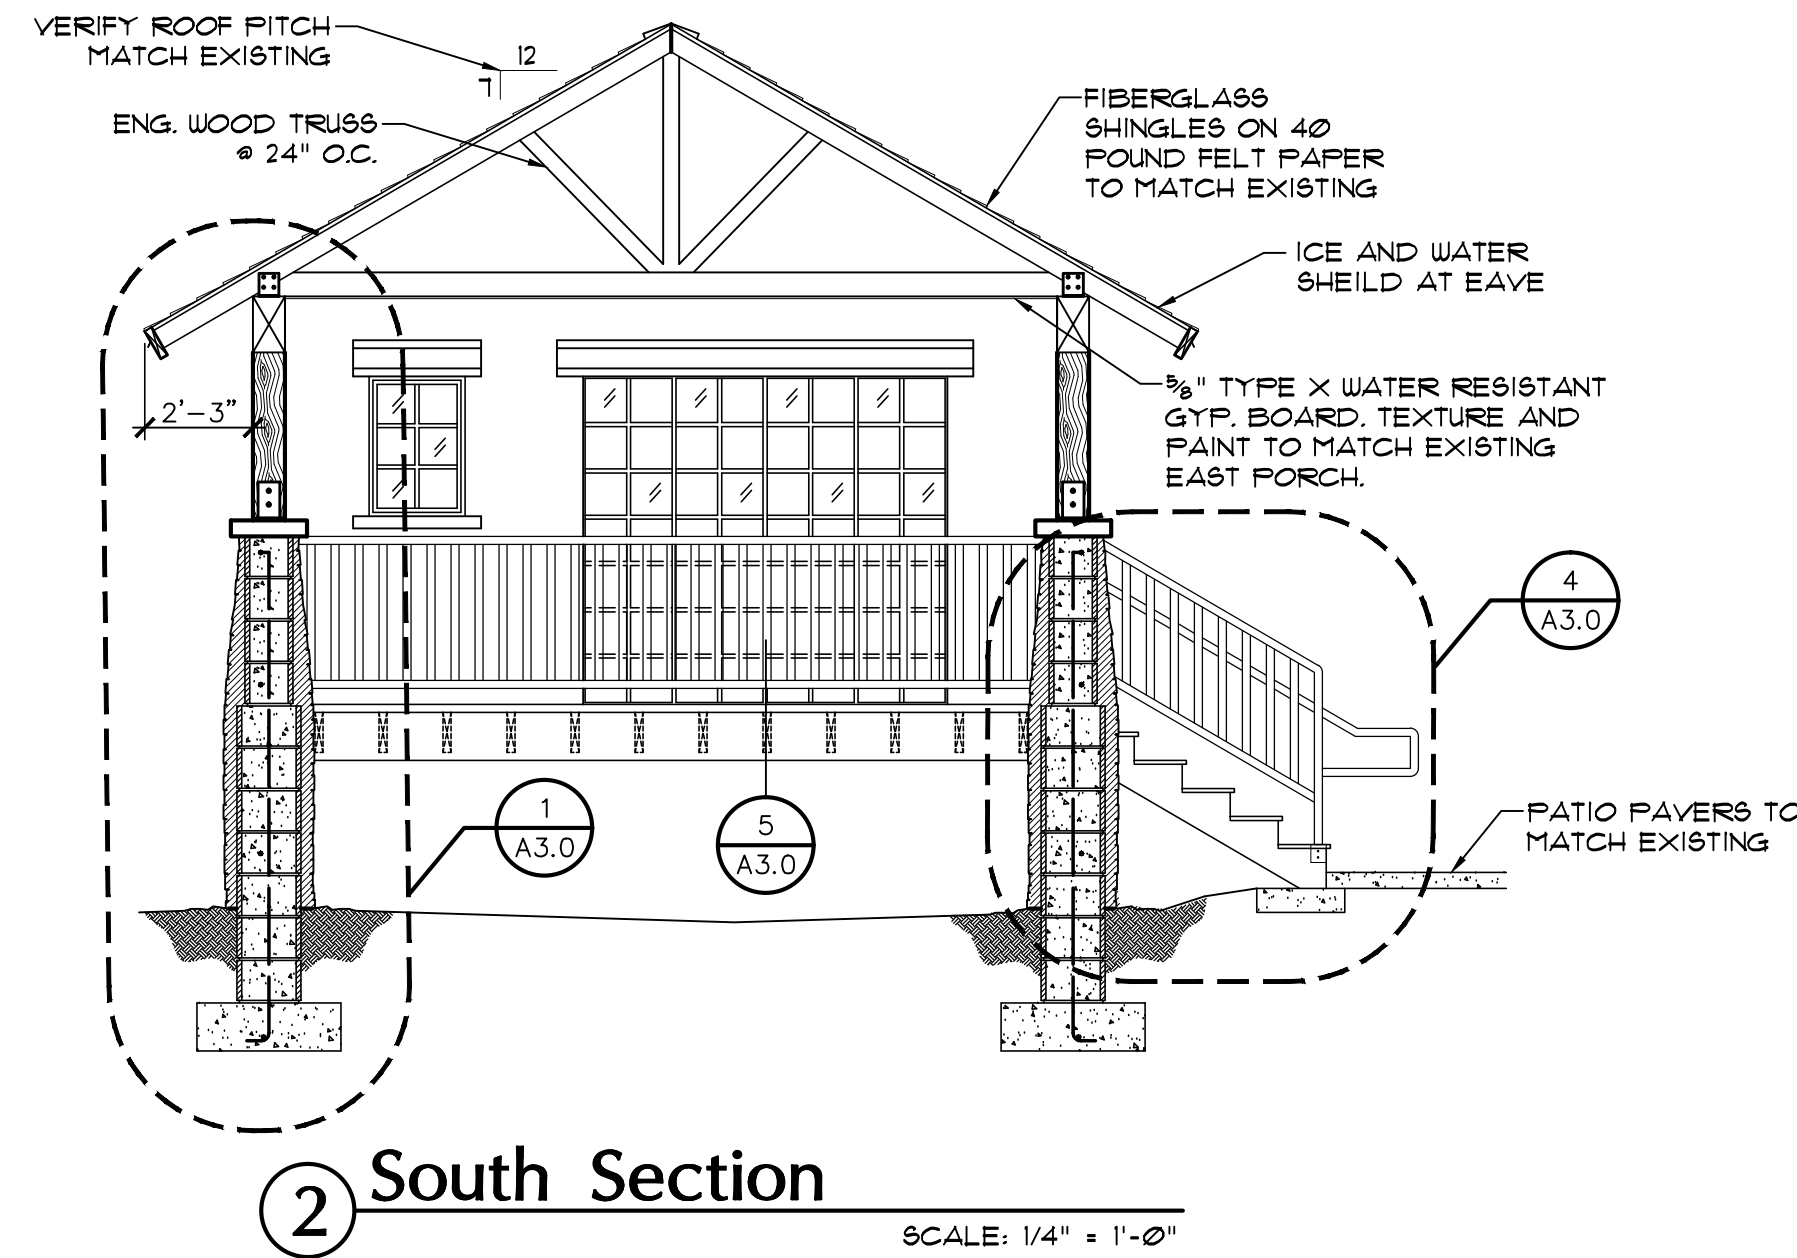 VERIFY ROOF PITCH
MATCH EXISTING
12
7
ENG. WOOD TRUSS
@ 24" O.C.
FIBERGLASS
SHINGLES ON 40
POUND FELT PAPER
TO MATCH EXISTING
ICE AND WATER
SHEILD AT EAVE
5/8" TYPE X WATER RESISTANT
GYP. BOARD. TEXTURE AND
PAINT TO MATCH EXISTING
EAST PORCH.
2'-3"
4
A3.0
1
A3.0
5
A3.0
PATIO PAVERS TO
MATCH EXISTING
2 South Section
SCALE: 1/4" = 1'-0"